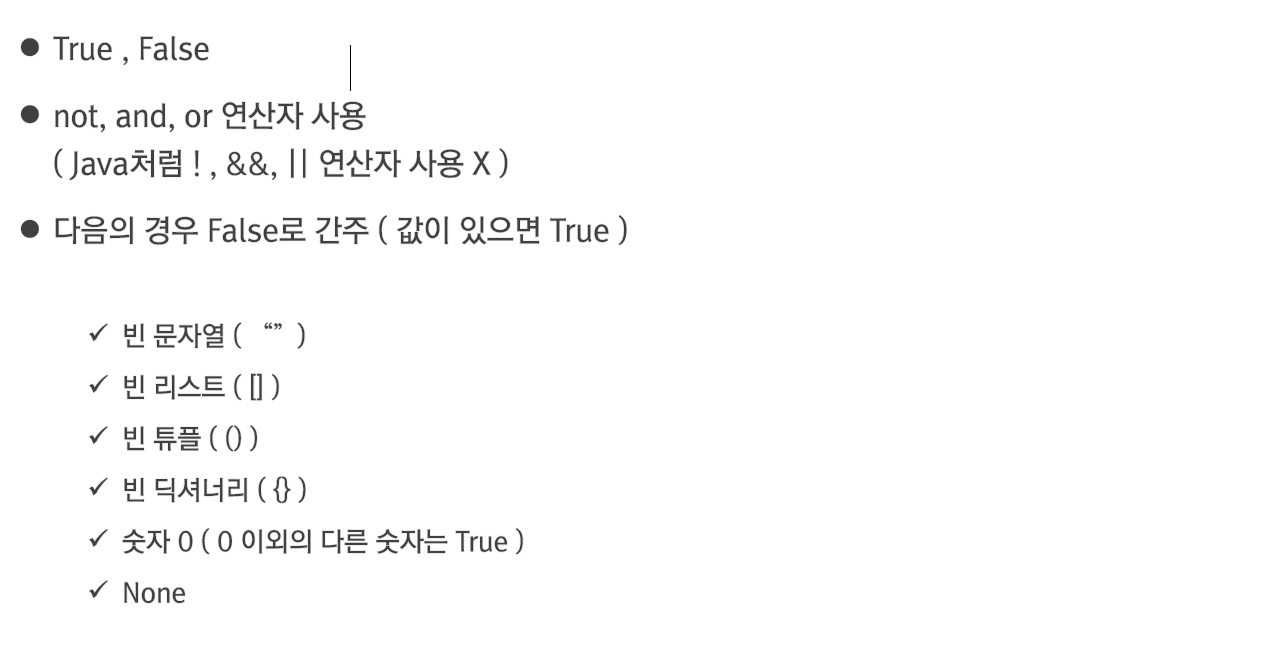 ● True , False
● not, and, or 연산자 사용
( Java처럼 ! , &&, || 연산자 사용 X )
● 다음의 경우 False로 간주 ( 값이 있으면 True )
✓ 빈 문자열 ( “” )
✓ 빈 리스트 ( [] )
✓ 빈 튜플 ( () )
✓ 빈 딕셔너리 ( {} )
✓ 숫자 0 ( 0 이외의 다른 숫자는 True )
✓ None